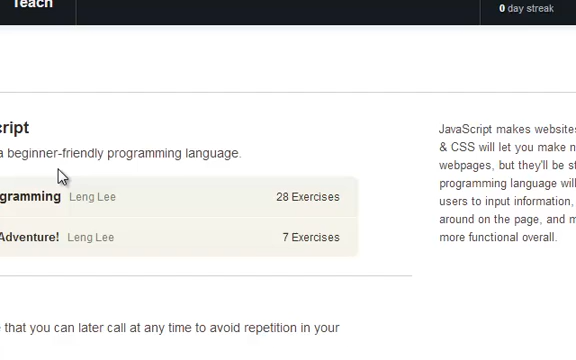 Teach
0 day streak
cript
a beginner-friendly programming language.
gramming Leng Lee 28 Exercises
Adventure! Leng Lee 7 Exercises
JavaScript makes websites
& CSS will let you make n
webpages, but they'll be s
programming language will
users to input information,
around on the page, and m
more functional overall.
e that you can later call at any time to avoid repetition in your